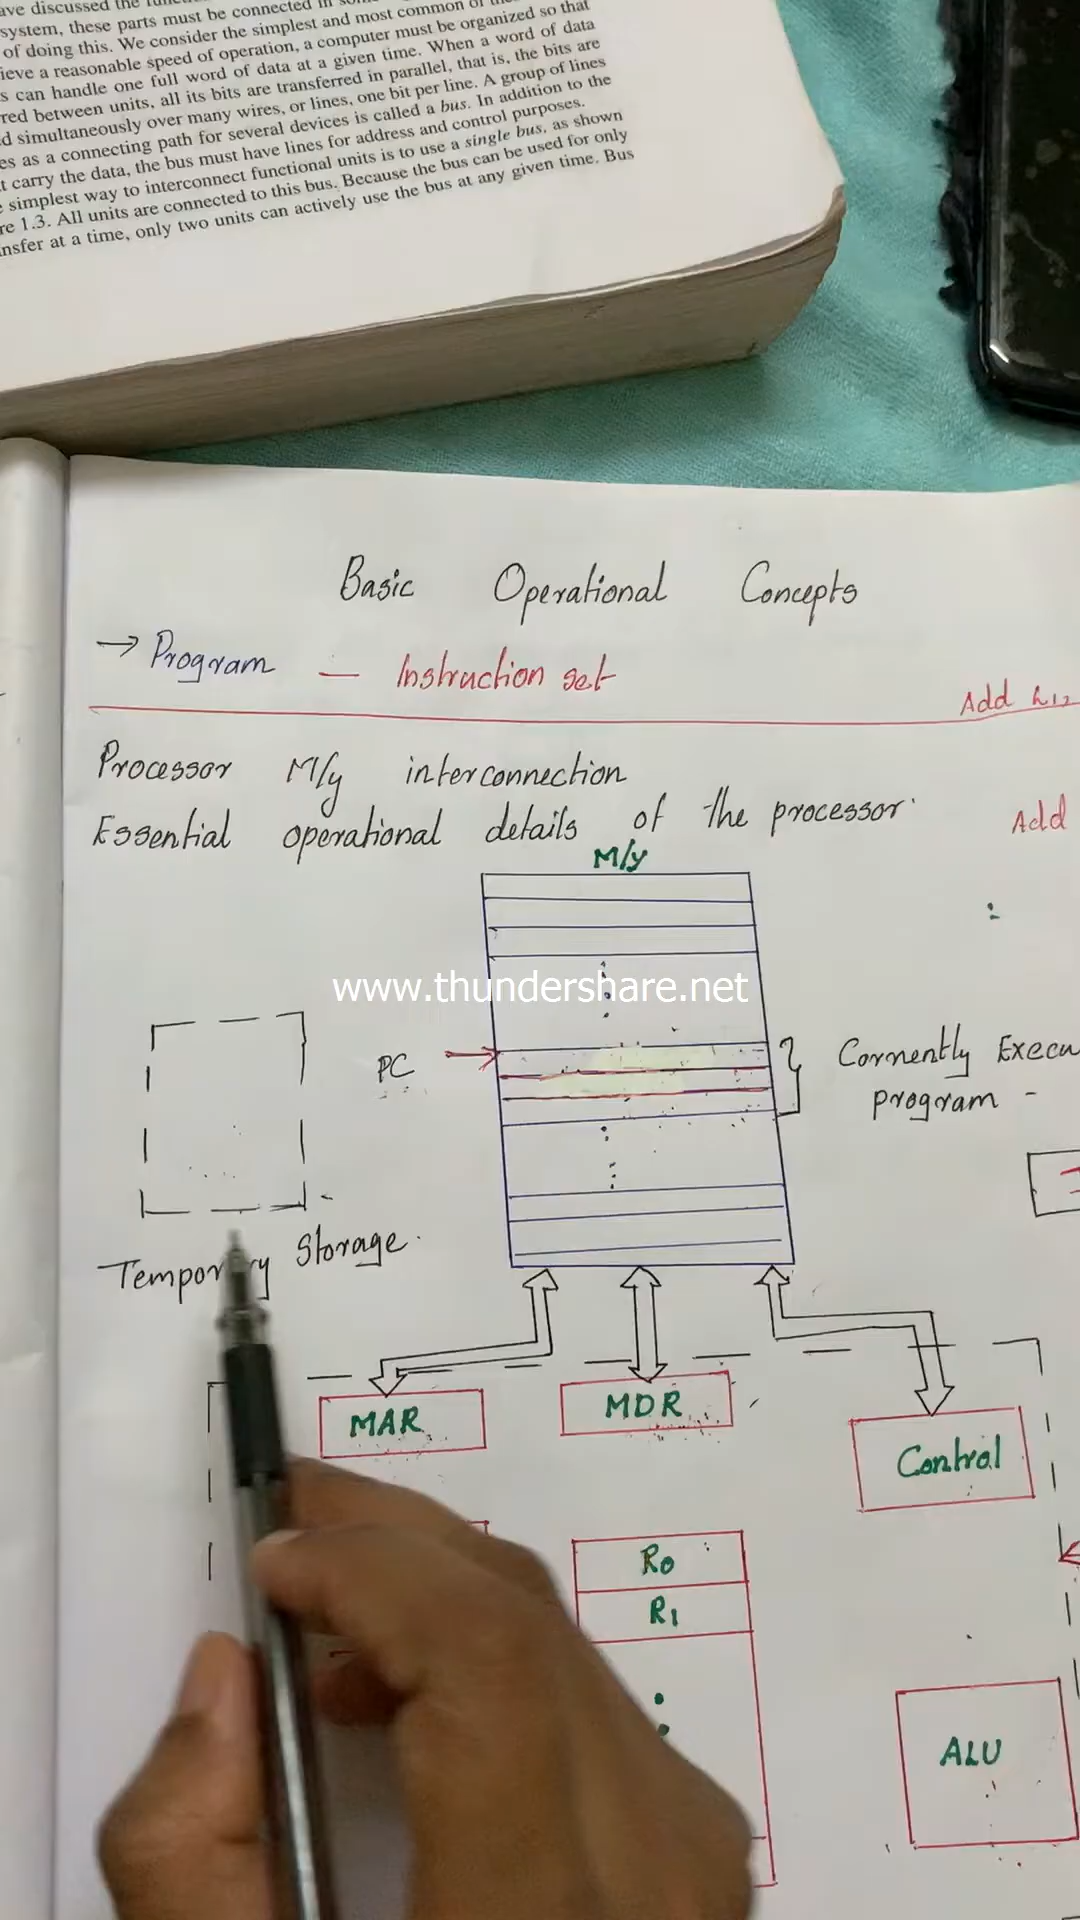 have discussed the
system, these parts must be connected in
of doing this. We consider the simplest and most common of
ieve a reasonable speed of operation, a computer must be organized so that
s can handle one full word of data at a given time. When a word of data
red between units, all its bits are transferred in parallel, that is, the bits are
d simultaneously over many wires, or lines, one bit per line. A group of lines
es as a connecting path for several devices is called a bus. In addition to the
t carry the data, the bus must have lines for address and control purposes.
simplest way to interconnect functional units is to use a single bus, as shown
re 1.3. All units are connected to this bus. Because the bus can be used for only
nsfer at a time, only two units can actively use the bus at any given time. Bus
Basic Operational Concepts
→ Program — Instruction set
Add
Processor M/y interconnection
Essential operational details of the processor.
Add
M/y
www.thundershare.net
PC
Cornently Execu
program -
Temporary Storage.
MAR
MDR
Control
R0
R1
ALU